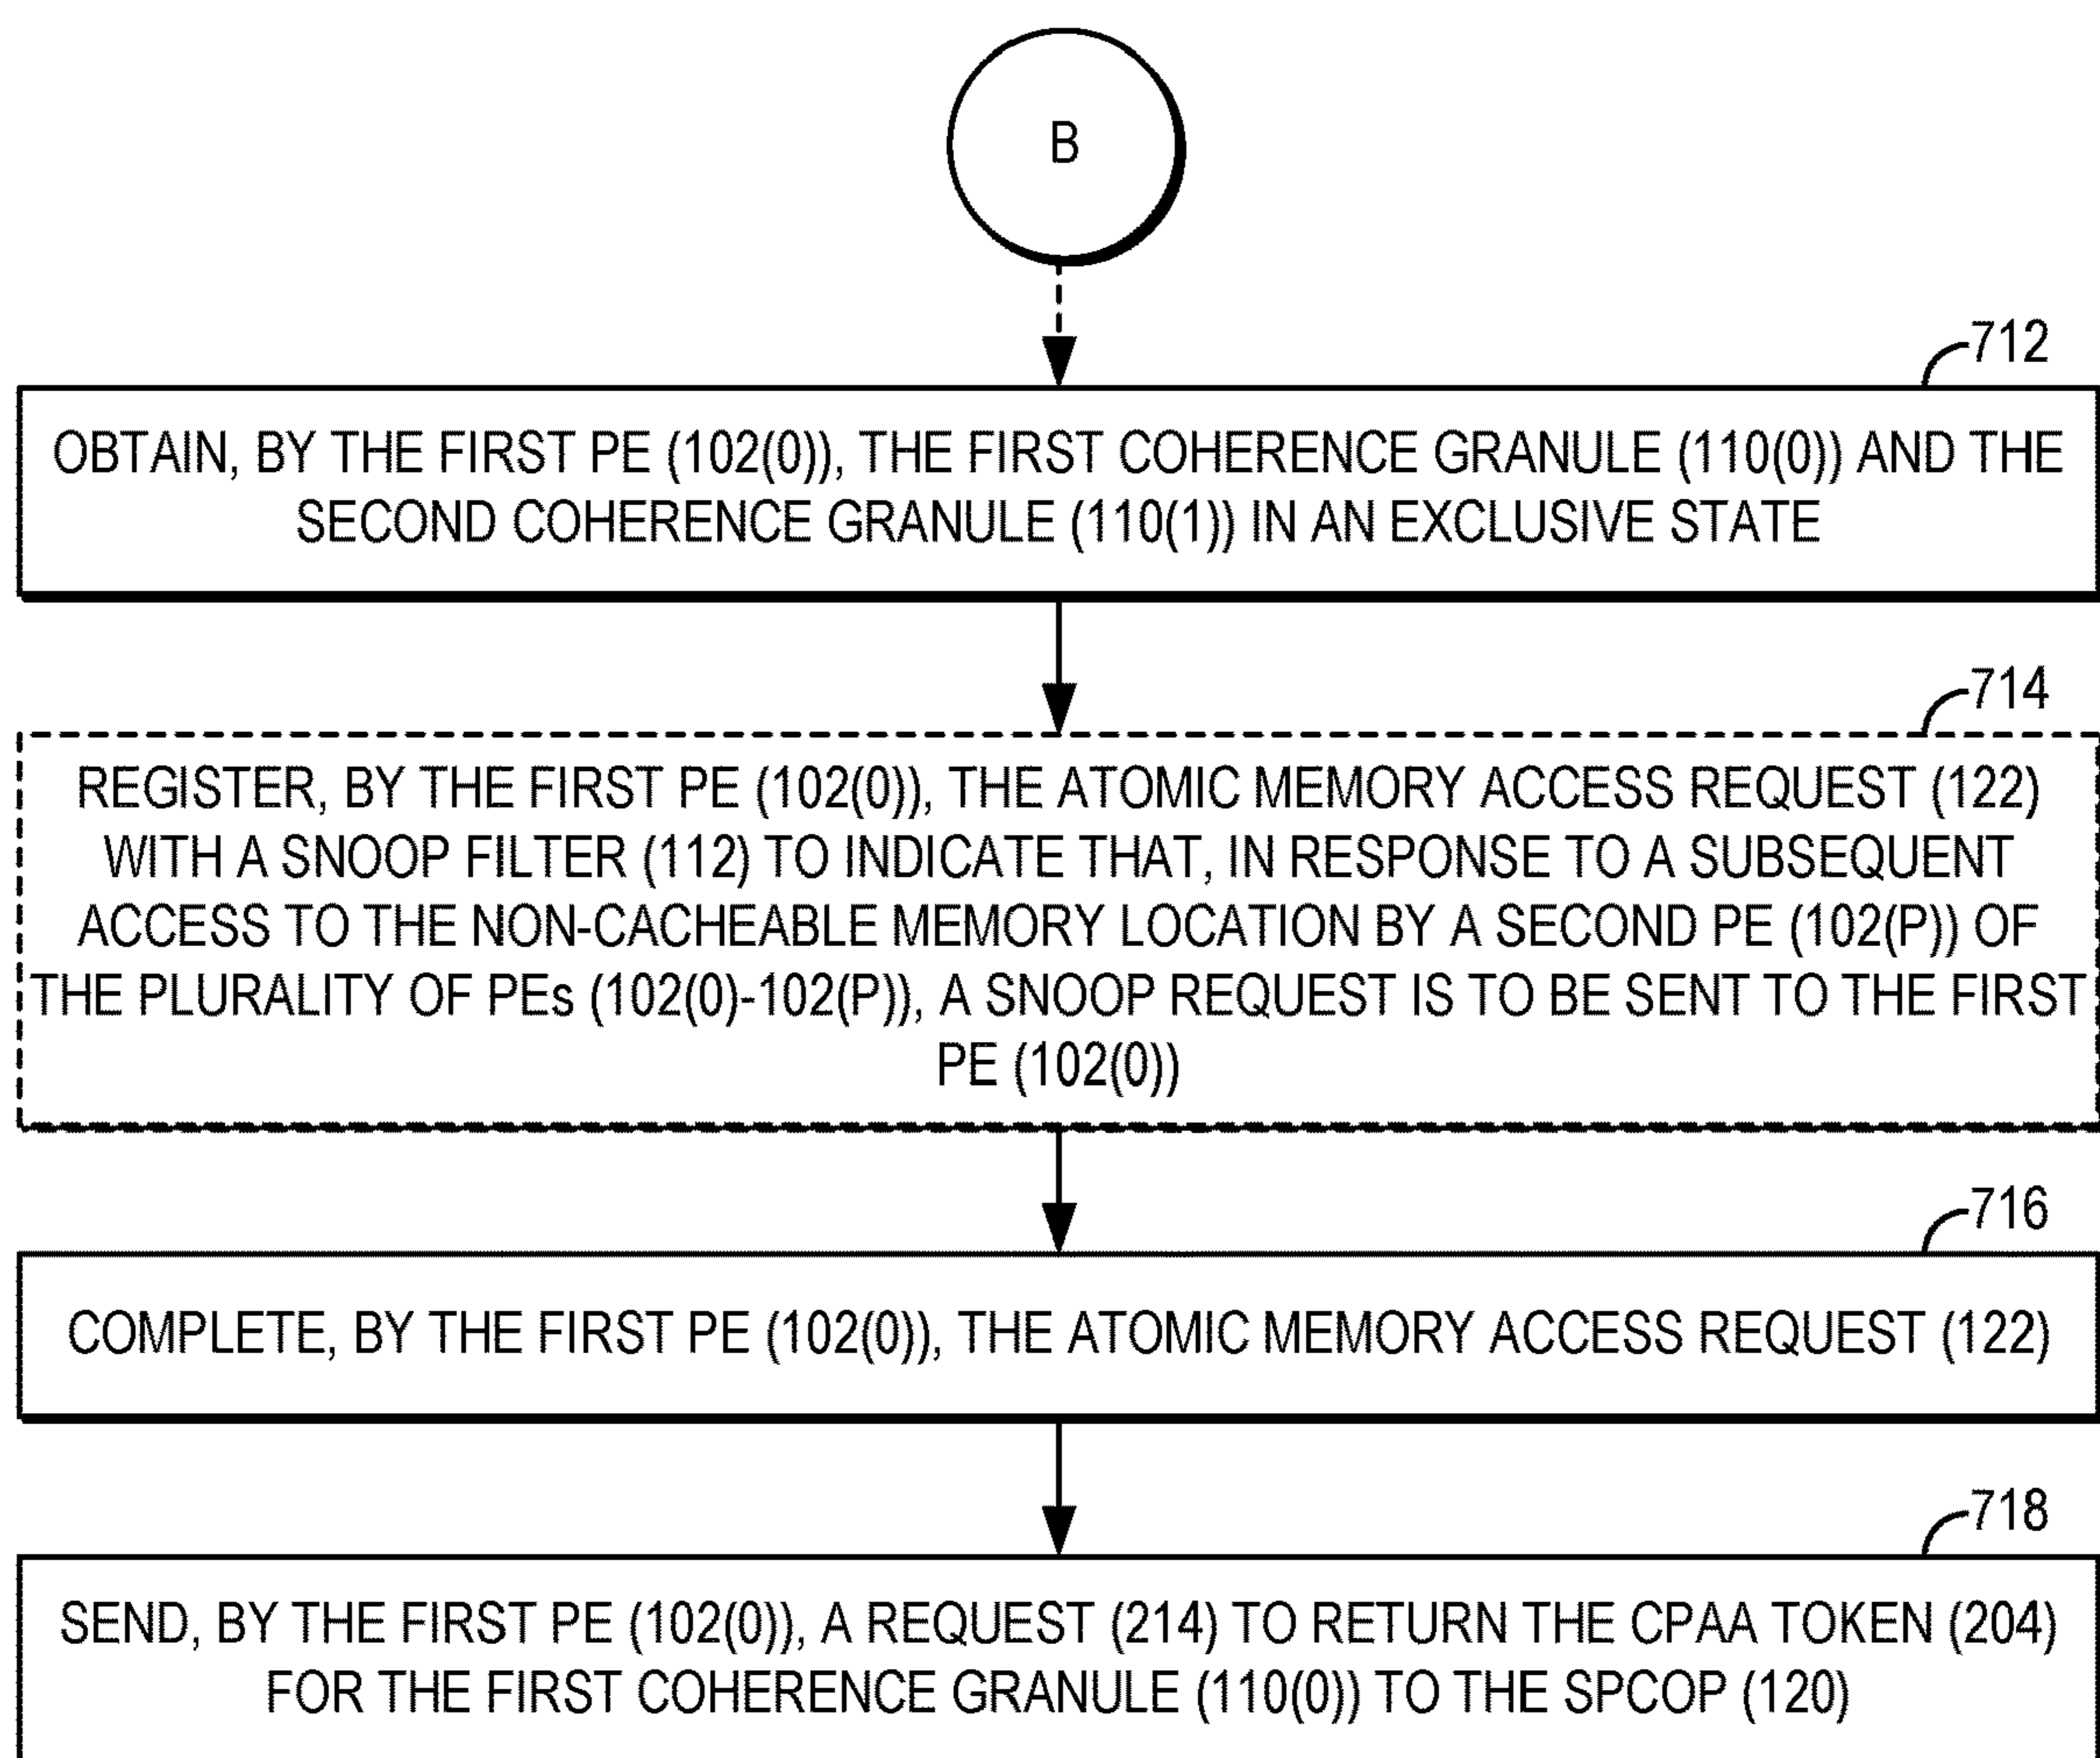 B
712
OBTAIN, BY THE FIRST PE (102(0)), THE FIRST COHERENCE GRANULE (110(0)) AND THE
SECOND COHERENCE GRANULE (110(1)) IN AN EXCLUSIVE STATE
714
REGISTER, BY THE FIRST PE (102(0)), THE ATOMIC MEMORY ACCESS REQUEST (122)
WITH A SNOOP FILTER (112) TO INDICATE THAT, IN RESPONSE TO A SUBSEQUENT
ACCESS TO THE NON-CACHEABLE MEMORY LOCATION BY A SECOND PE (102(P)) OF
THE PLURALITY OF PEs (102(0)-102(P)), A SNOOP REQUEST IS TO BE SENT TO THE FIRST
PE (102(0))
716
COMPLETE, BY THE FIRST PE (102(0)), THE ATOMIC MEMORY ACCESS REQUEST (122)
718
SEND, BY THE FIRST PE (102(0)), A REQUEST (214) TO RETURN THE CPAA TOKEN (204)
FOR THE FIRST COHERENCE GRANULE (110(0)) TO THE SPCOP (120)